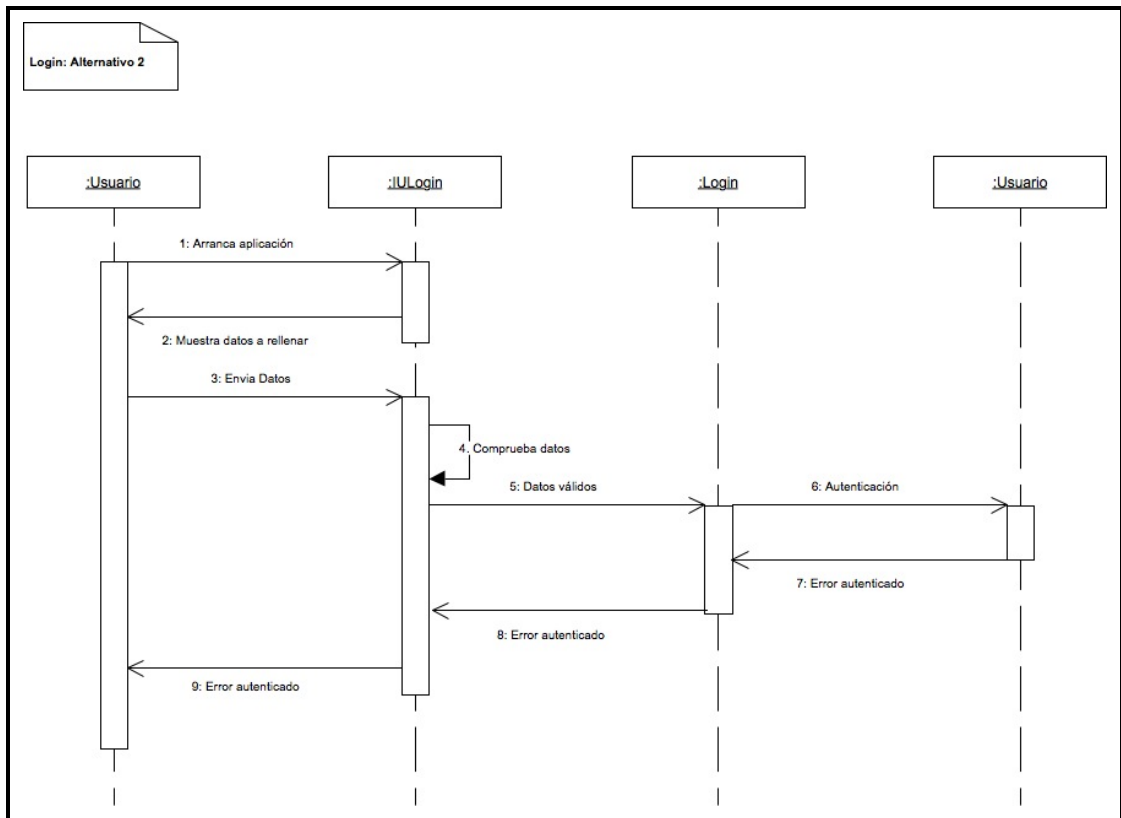 Login: Alternativo 2
:Usuario
:IULogin
:Login
:Usuario
1: Arranca aplicación
2: Muestra datos a rellenar
3: Envia Datos
4. Comprueba datos
5: Datos válidos
6: Autenticación
7: Error autenticado
8: Error autenticado
9: Error autenticado